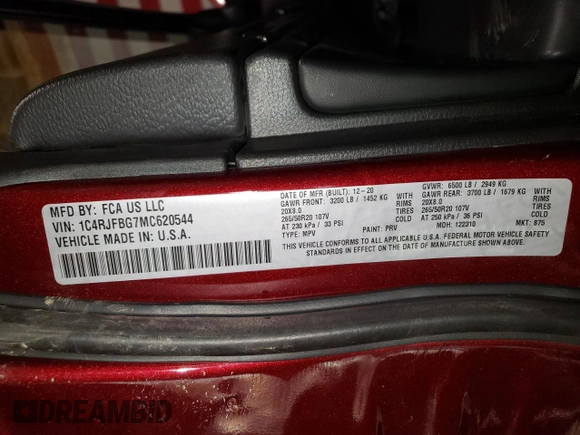 MFD BY: FCA US LLC
VIN: 1C4RJFBG7MC620544
VEHICLE MADE IN: U.S.A.
DATE OF MFR (BUILT): 12-20
GAWR FRONT: 3200 LB / 1452 KG WITH
20X8.0 RIMS
265/50R20 107V TIRES
AT 230 kPa / 33 PSI COLD
TYPE: MPV PAINT: PRV
GVWR: 6500 LB / 2949 KG
GAWR REAR: 3700 LB / 1679 KG WITH
20X8.0 RIMS
265/50R20 107V TIRES
AT 250 kPa / 36 PSI COLD
MDH: 122310 MKT: 875
THIS VEHICLE CONFORMS TO ALL APPLICABLE U.S.A. FEDERAL MOTOR VEHICLE SAFETY
STANDARDS IN EFFECT ON THE DATE OF MANUFACTURE SHOWN ABOVE.
DREAMBID